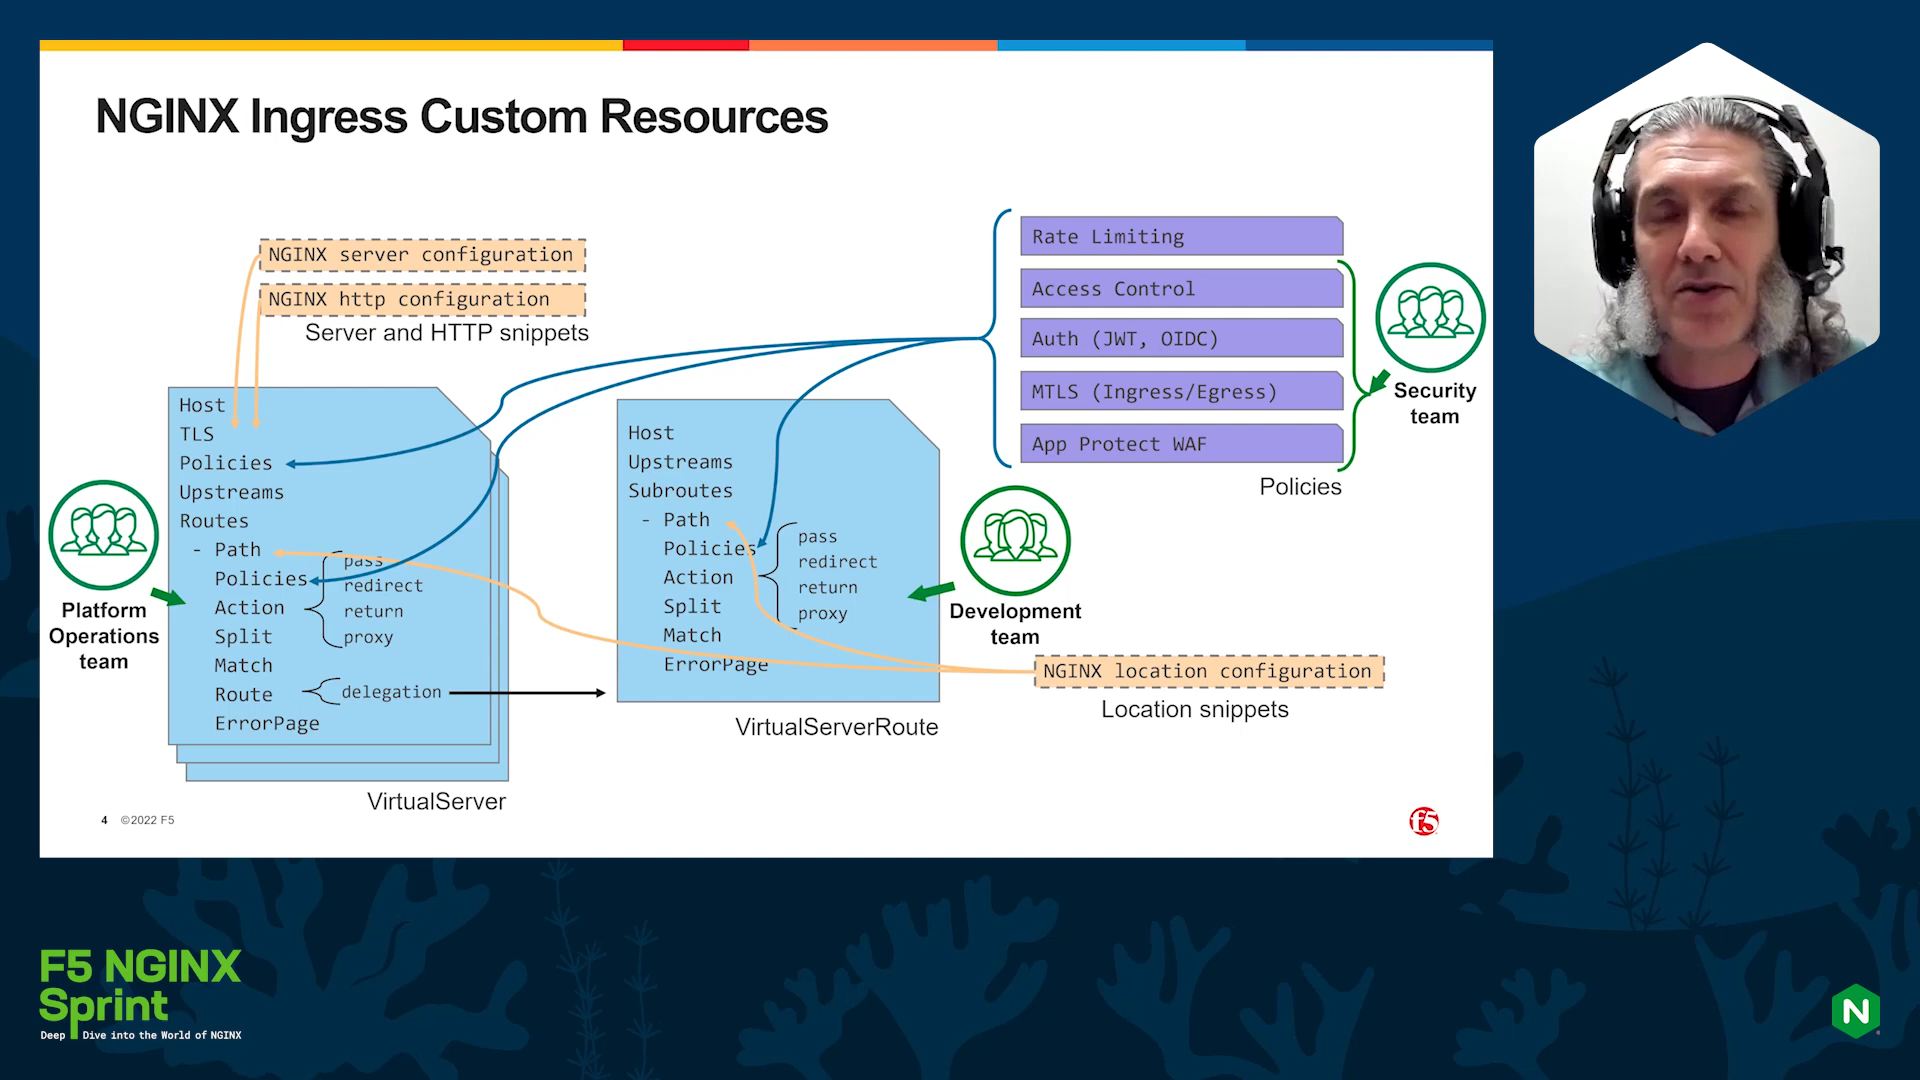 NGINX Ingress Custom Resources
NGINX server configuration
NGINX http configuration
Server and HTTP snippets
Host
TLS
Policies
Upstreams
Routes
- Path
Policies
Action
Split
Match
Route
ErrorPage
pass
redirect
return
proxy
delegation
VirtualServer
Platform
Operations
team
Host
Upstreams
Subroutes
- Path
Policies
Action
Split
Match
ErrorPage
pass
redirect
return
proxy
VirtualServerRoute
Development
team
Rate Limiting
Access Control
Auth (JWT, OIDC)
MTLS (Ingress/Egress)
App Protect WAF
Policies
Security
team
NGINX location configuration
Location snippets
4 ©2022 F5
f5
F5 NGINX
Sprint
Deep Dive into the World of NGINX
N